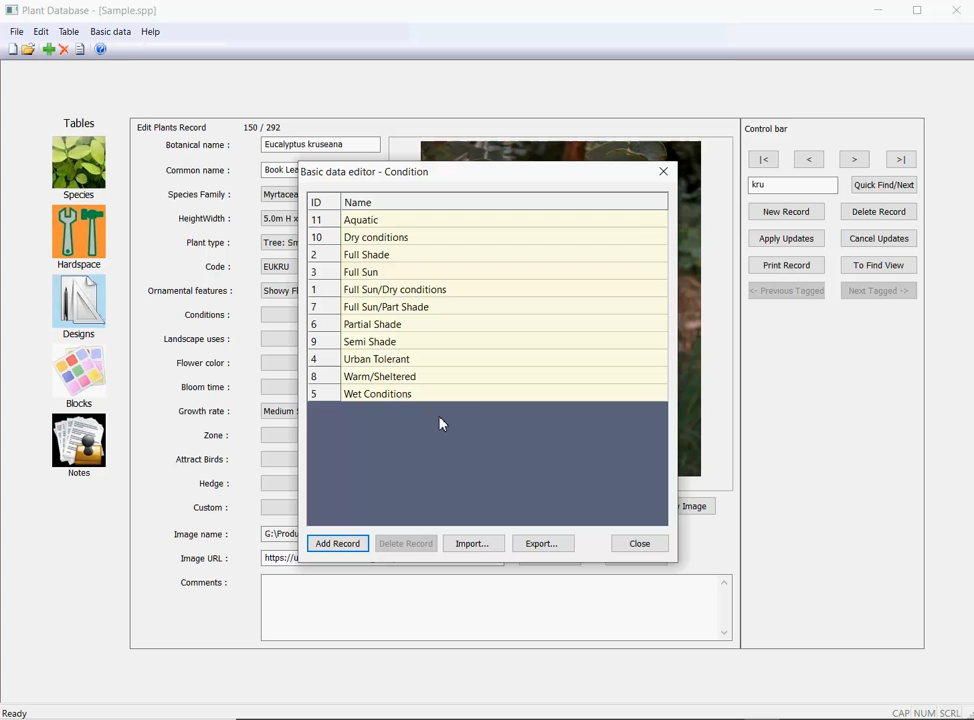 Plant Database - [Sample.spp]
File Edit Table Basic data Help
Tables
Species
Hardspace
Designs
Blocks
Notes
Edit Plants Record 150 / 292
Botanical name : Eucalyptus kruseana
Common name : Book Lea
Species Family : Myrtacea
HeightWidth : 5.0m H x
Plant type : Tree: Sm
Code : EUKRU
Ornamental features : Showy Fl
Conditions :
Landscape uses :
Flower color :
Bloom time :
Growth rate : Medium
Zone :
Attract Birds :
Hedge :
Custom :
Image name : G:\Produ
Image URL : https://u
Comments :
y Image
Basic data editor - Condition
ID Name
11 Aquatic
10 Dry conditions
2 Full Shade
3 Full Sun
1 Full Sun/Dry conditions
7 Full Sun/Part Shade
6 Partial Shade
9 Semi Shade
4 Urban Tolerant
8 Warm/Sheltered
5 Wet Conditions
Add Record Delete Record Import... Export... Close
Control bar
|< < > >|
kru Quick Find/Next
New Record Delete Record
Apply Updates Cancel Updates
Print Record To Find View
<- Previous Tagged Next Tagged ->
Ready CAP NUM SCRL